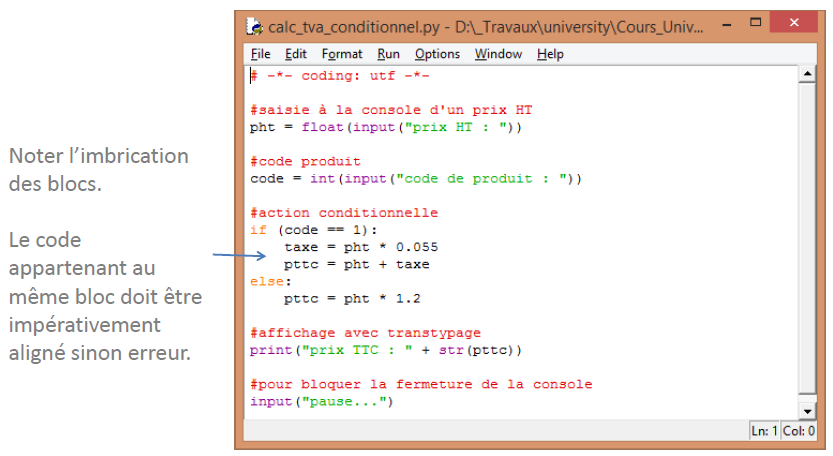 Noter l’imbrication
des blocs.
Le code
appartenant au
même bloc doit être
impérativement
aligné sinon erreur.
calc_tva_conditionnel.py - D:\_Travaux\university\Cours_Univ...
File Edit Format Run Options Window Help
# -*- coding: utf -*-
#saisie à la console d'un prix HT
pht = float(input("prix HT : "))
#code produit
code = int(input("code de produit : "))
#action conditionnelle
if (code == 1):
    taxe = pht * 0.055
    pttc = pht + taxe
else:
    pttc = pht * 1.2
#affichage avec transtypage
print("prix TTC : " + str(pttc))
#pour bloquer la fermeture de la console
input("pause...")
Ln: 1 Col: 0